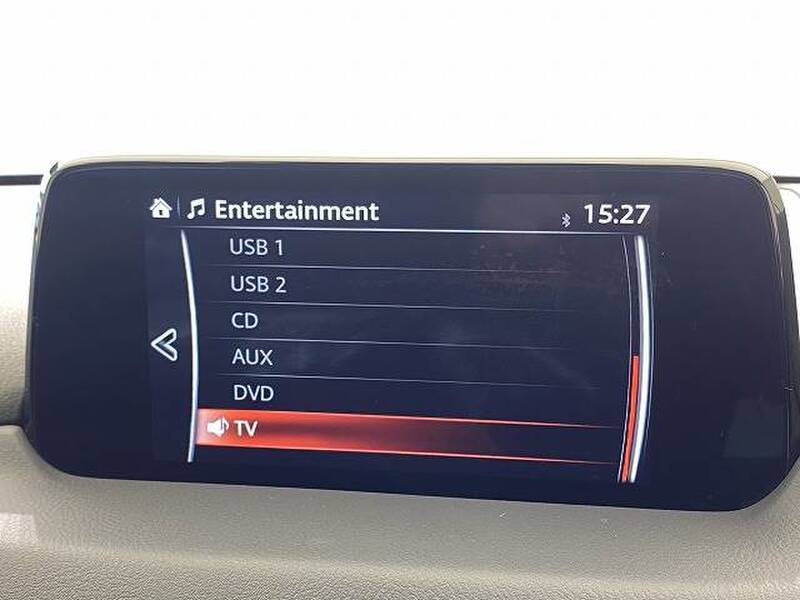 Entertainment 15:27
USB 1
USB 2
CD
AUX
DVD
TV